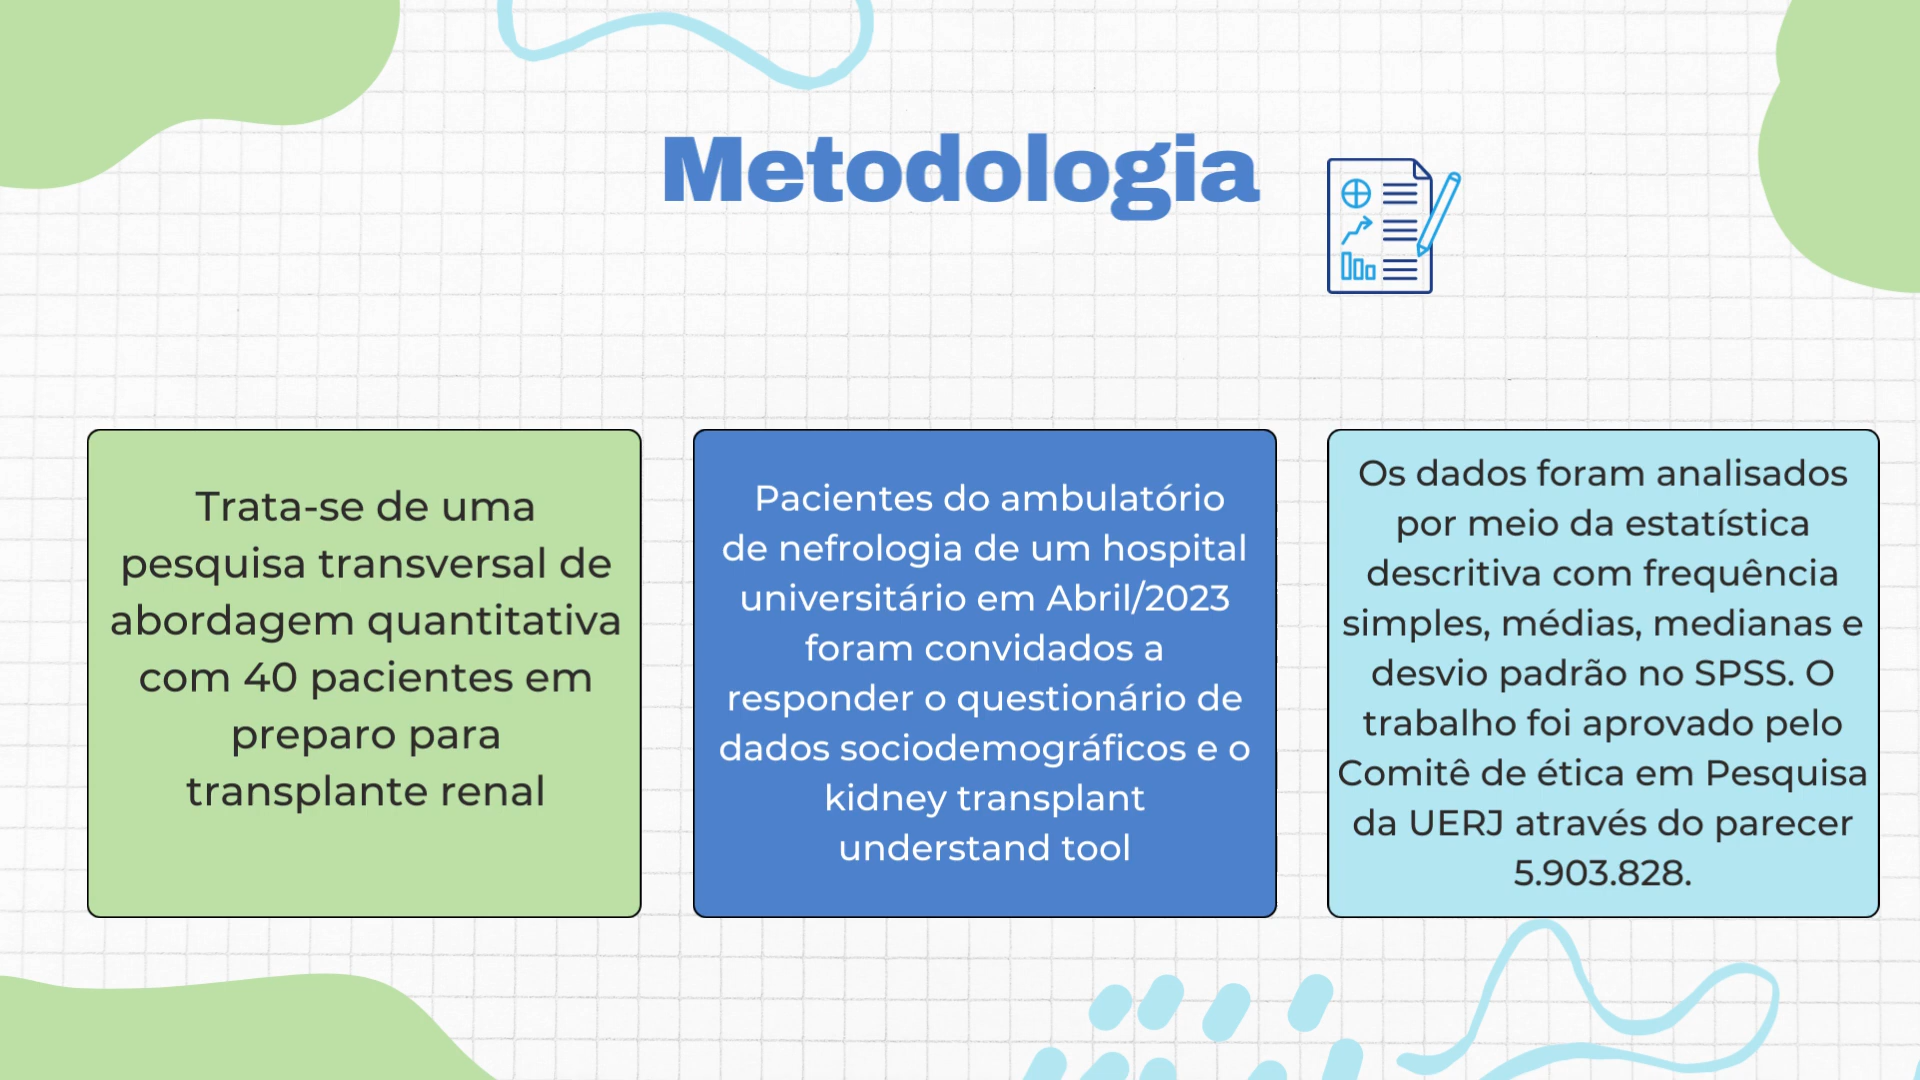 Metodologia
Trata-se de uma
pesquisa transversal de
abordagem quantitativa
com 40 pacientes em
preparo para
transplante renal
Pacientes do ambulatório
de nefrologia de um hospital
universitário em Abril/2023
foram convidados a
responder o questionário de
dados sociodemográficos e o
kidney transplant
understand tool
Os dados foram analisados
por meio da estatística
descritiva com frequência
simples, médias, medianas e
desvio padrão no SPSS. O
trabalho foi aprovado pelo
Comitê de ética em Pesquisa
da UERJ através do parecer
5.903.828.